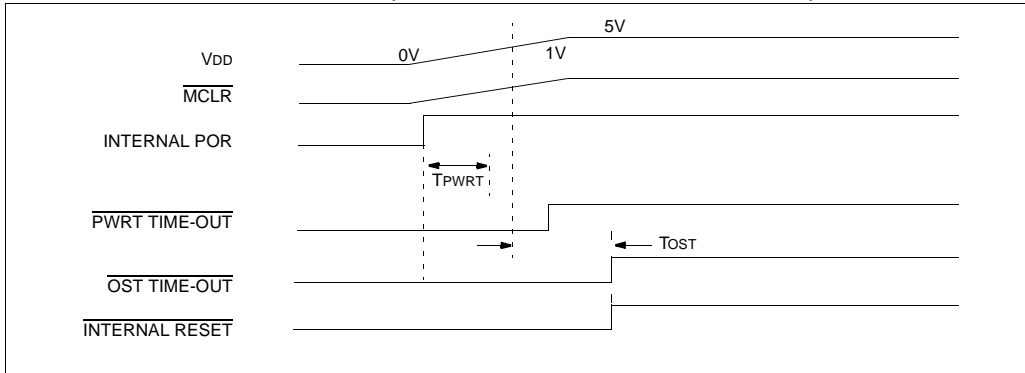 5V
VDD
0V
1V
MCLR
INTERNAL POR
TPWRT
PWRT TIME-OUT
TOST
OST TIME-OUT
INTERNAL RESET